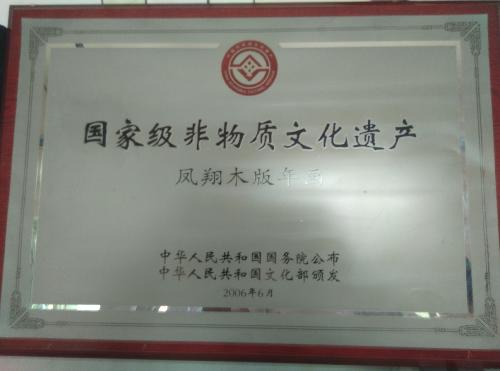 国家级非物质文化遗产
凤翔木版年画
中华人民共和国国务院公布
中华人民共和国文化部颁发
2006年6月